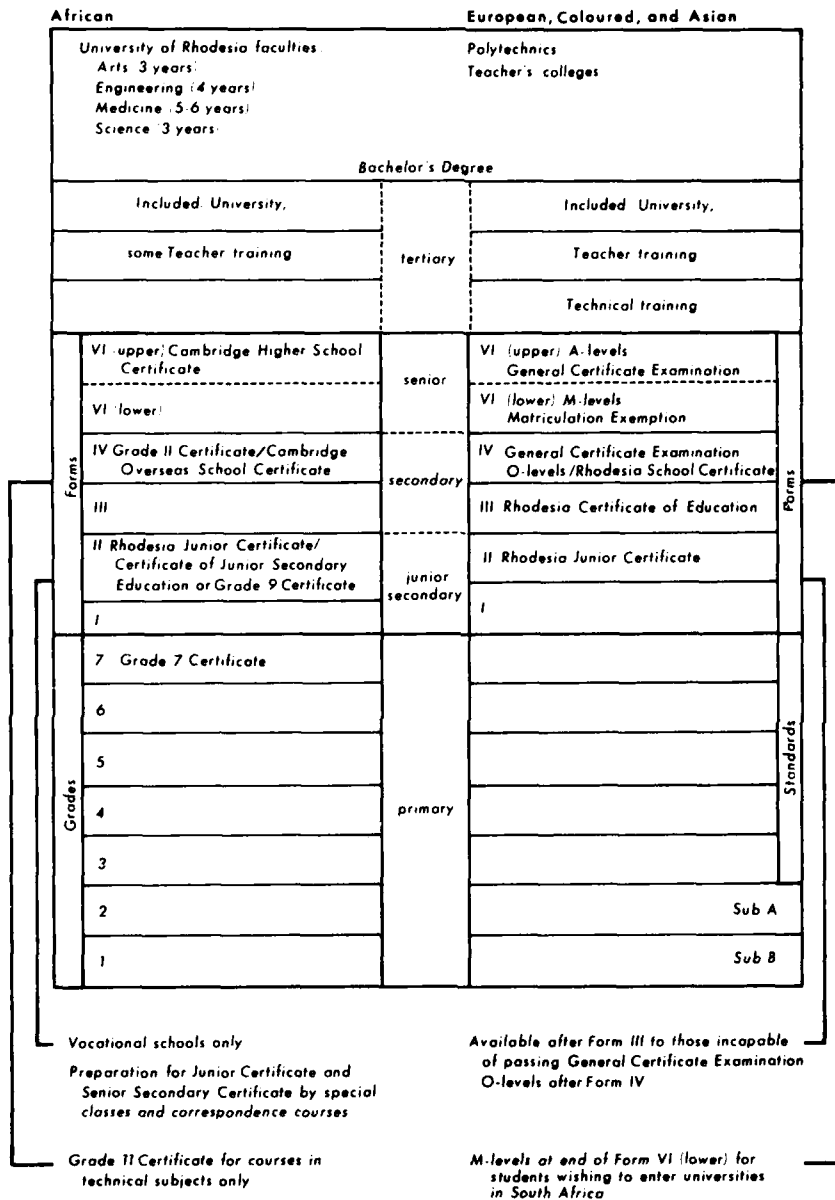 African
European, Coloured, and Asian
University of Rhodesia faculties
Arts 3 years)
Engineering (4 years)
Medicine (5-6 years)
Science (3 years)
Polytechnics
Teacher's colleges
Bachelor's Degree
Included University,
some Teacher training
tertiary
Included University,
Teacher training
Technical training
Forms
VI (upper) Cambridge Higher School
Certificate
VI (lower)
IV Grade II Certificate/Cambridge
Overseas School Certificate
III
II Rhodesia Junior Certificate/
Certificate of Junior Secondary
Education or Grade 9 Certificate
I
senior
secondary
junior
secondary
VI (upper) A-levels
General Certificate Examination
VI (lower) M-levels
Matriculation Exemption
IV General Certificate Examination
O-levels/Rhodesia School Certificate
III Rhodesia Certificate of Education
II Rhodesia Junior Certificate
I
Forms
Grades
7 Grade 7 Certificate
6
5
4
3
2
1
primary
Standards
Sub A
Sub B
Vocational schools only
Preparation for Junior Certificate and
Senior Secondary Certificate by special
classes and correspondence courses
Grade 11 Certificate for courses in
technical subjects only
Available after Form III to those incapable
of passing General Certificate Examination
O-levels after Form IV
M-levels at end of Form VI (lower) for
students wishing to enter universities
in South Africa